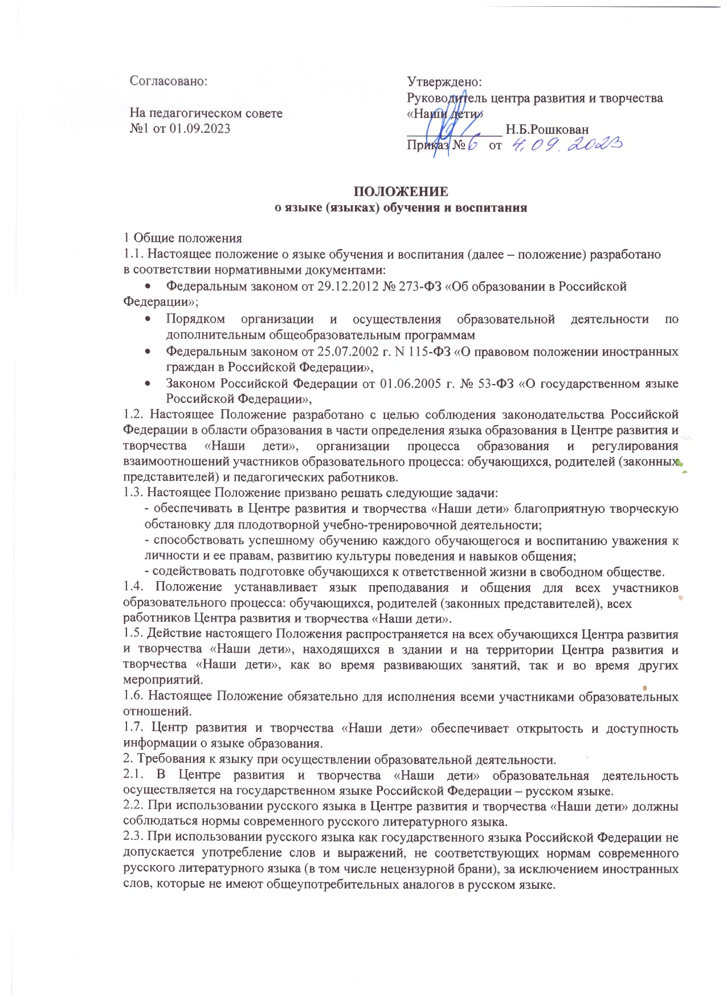 Согласовано:
На педагогическом совете
№1 от 01.09.2023
Утверждено:
Руководитель центра развития и творчества
«Наши дети»
______________ Н.Б.Рошкован
Приказ № 6 от 4.09.2023
ПОЛОЖЕНИЕ
о языке (языках) обучения и воспитания
1 Общие положения
1.1. Настоящее положение о языке обучения и воспитания (далее – положение) разработано
в соответствии нормативными документами:
• Федеральным законом от 29.12.2012 № 273-ФЗ «Об образовании в Российской
Федерации»;
• Порядком организации и осуществления образовательной деятельности по
дополнительным общеобразовательным программам
• Федеральным законом от 25.07.2002 г. N 115-ФЗ «О правовом положении иностранных
граждан в Российской Федерации»,
• Законом Российской Федерации от 01.06.2005 г. № 53-ФЗ «О государственном языке
Российской Федерации»,
1.2. Настоящее Положение разработано с целью соблюдения законодательства Российской
Федерации в области образования в части определения языка образования в Центре развития и
творчества «Наши дети», организации процесса образования и регулирования
взаимоотношений участников образовательного процесса: обучающихся, родителей (законных
представителей) и педагогических работников.
1.3. Настоящее Положение призвано решать следующие задачи:
- обеспечивать в Центре развития и творчества «Наши дети» благоприятную творческую
обстановку для плодотворной учебно-тренировочной деятельности;
- способствовать успешному обучению каждого обучающегося и воспитанию уважения к
личности и ее правам, развитию культуры поведения и навыков общения;
- содействовать подготовке обучающихся к ответственной жизни в свободном обществе.
1.4. Положение устанавливает язык преподавания и общения для всех участников
образовательного процесса: обучающихся, родителей (законных представителей), всех
работников Центра развития и творчества «Наши дети».
1.5. Действие настоящего Положения распространяется на всех обучающихся Центра развития
и творчества «Наши дети», находящихся в здании и на территории Центра развития и
творчества «Наши дети», как во время развивающих занятий, так и во время других
мероприятий.
1.6. Настоящее Положение обязательно для исполнения всеми участниками образовательных
отношений.
1.7. Центр развития и творчества «Наши дети» обеспечивает открытость и доступность
информации о языке образования.
2. Требования к языку при осуществлении образовательной деятельности.
2.1. В Центре развития и творчества «Наши дети» образовательная деятельность
осуществляется на государственном языке Российской Федерации – русском языке.
2.2. При использовании русского языка в Центре развития и творчества «Наши дети» должны
соблюдаться нормы современного русского литературного языка.
2.3. При использовании русского языка как государственного языка Российской Федерации не
допускается употребление слов и выражений, не соответствующих нормам современного
русского литературного языка (в том числе нецензурной брани), за исключением иностранных
слов, которые не имеют общеупотребительных аналогов в русском языке.